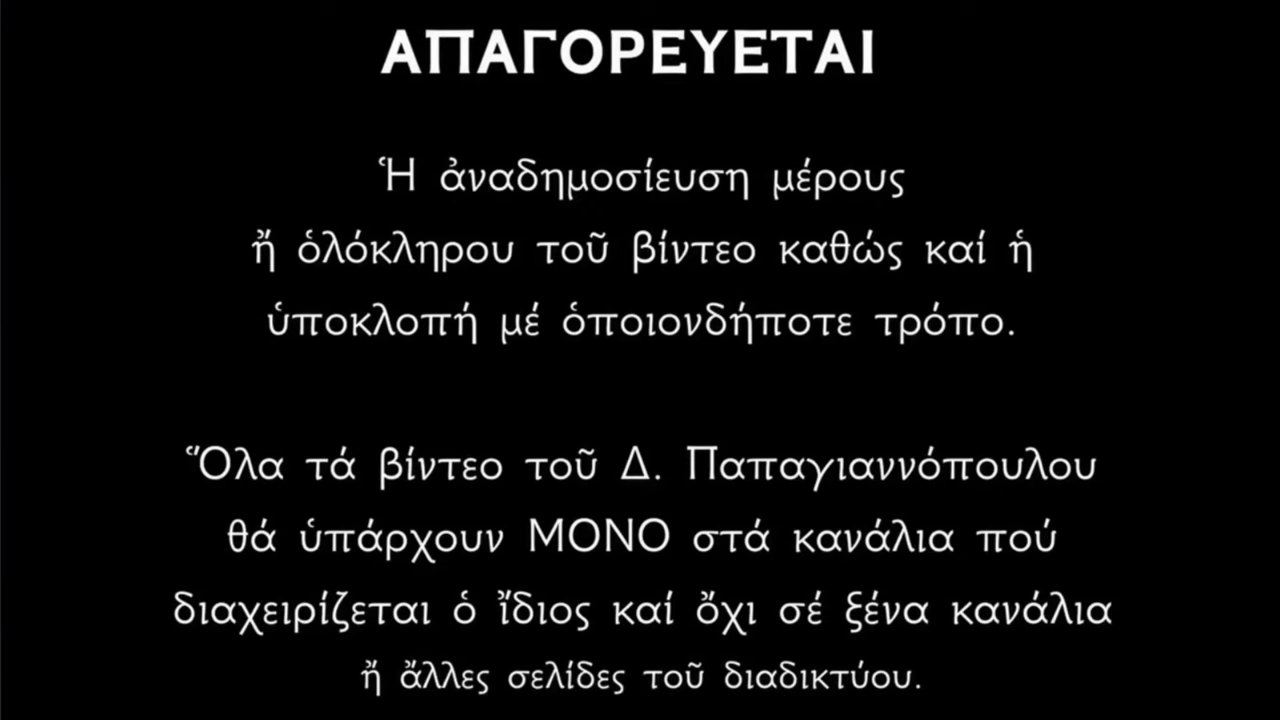 ΑΠΑΓΟΡΕΥΕΤΑΙ
Ἡ ἀναδημοσίευση μέρους
ἤ ὁλόκληρου τοῦ βίντεο καθώς καί ἡ
ὑποκλοπή μέ ὁποιονδήποτε τρόπο.
Ὅλα τά βίντεο τοῦ Δ. Παπαγιαννόπουλου
θά ὑπάρχουν ΜΟΝΟ στά κανάλια πού
διαχειρίζεται ὁ ἴδιος καί ὄχι σέ ξένα κανάλια
ἤ ἄλλες σελίδες τοῦ διαδικτύου.